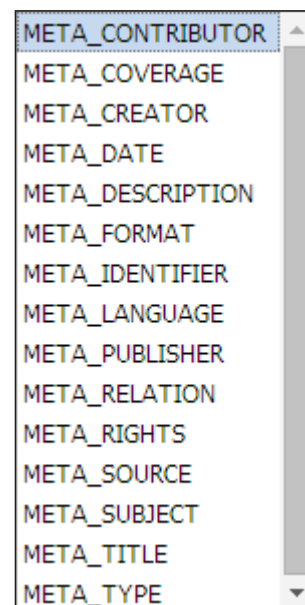 META_CONTRIBUTOR
META_COVERAGE
META_CREATOR
META_DATE
META_DESCRIPTION
META_FORMAT
META_IDENTIFIER
META_LANGUAGE
META_PUBLISHER
META_RELATION
META_RIGHTS
META_SOURCE
META_SUBJECT
META_TITLE
META_TYPE